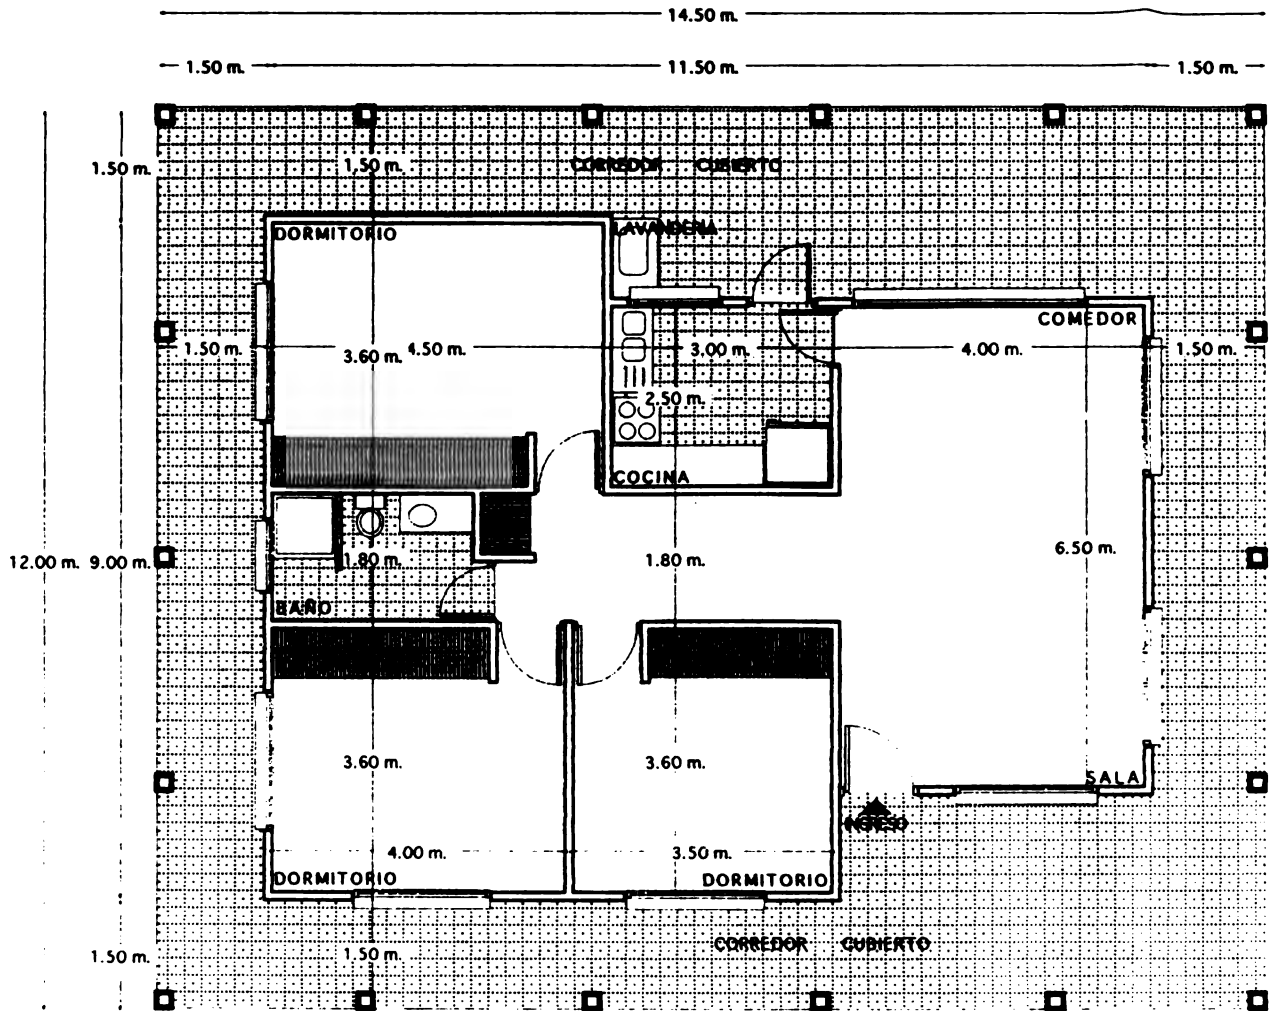 14.50 m.
1.50 m. 11.50 m. 1.50 m.
1.50 m. 1,50 m. CORREDOR CUBIERTO
DORMITORIO LAVANDERIA
COMEDOR
1.50 m. 3.60 m. 4.50 m. 3.00 m. 4.00 m. 1.50 m.
2.50 m.
COCINA
12.00 m. 9.00 m. 1.80 m. 1.80 m. 6.50 m.
BAÑO
3.60 m. 3.60 m. SALA
INGRESO
4.00 m. 3.50 m.
DORMITORIO DORMITORIO
CORREDOR CUBIERTO
1.50 m. 1.50 m.